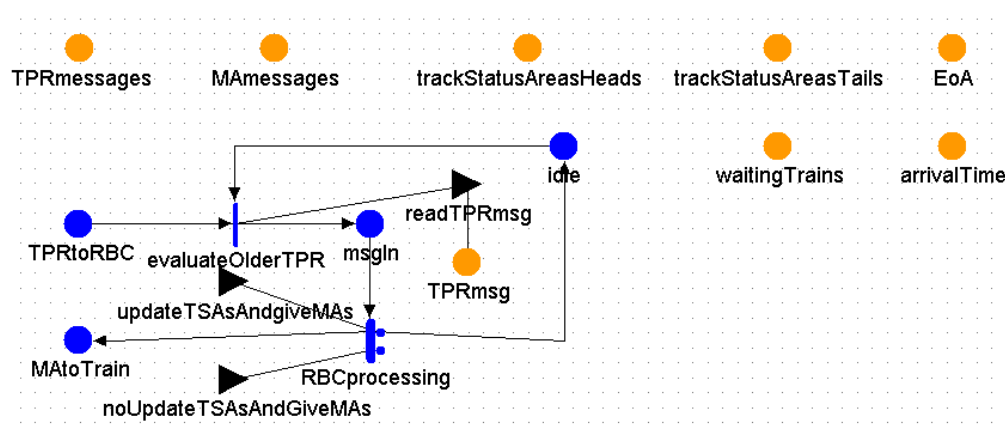 TPRmessages
MAmessages
trackStatusAreasHeads
trackStatusAreasTails
EoA
idle
waitingTrains
arrivalTime
readTPRmsg
TPRtoRBC
evaluateOlderTPR
msgIn
TPRmsg
updateTSAsAndgiveMAs
MAtoTrain
RBCprocessing
noUpdateTSAsAndGiveMAs